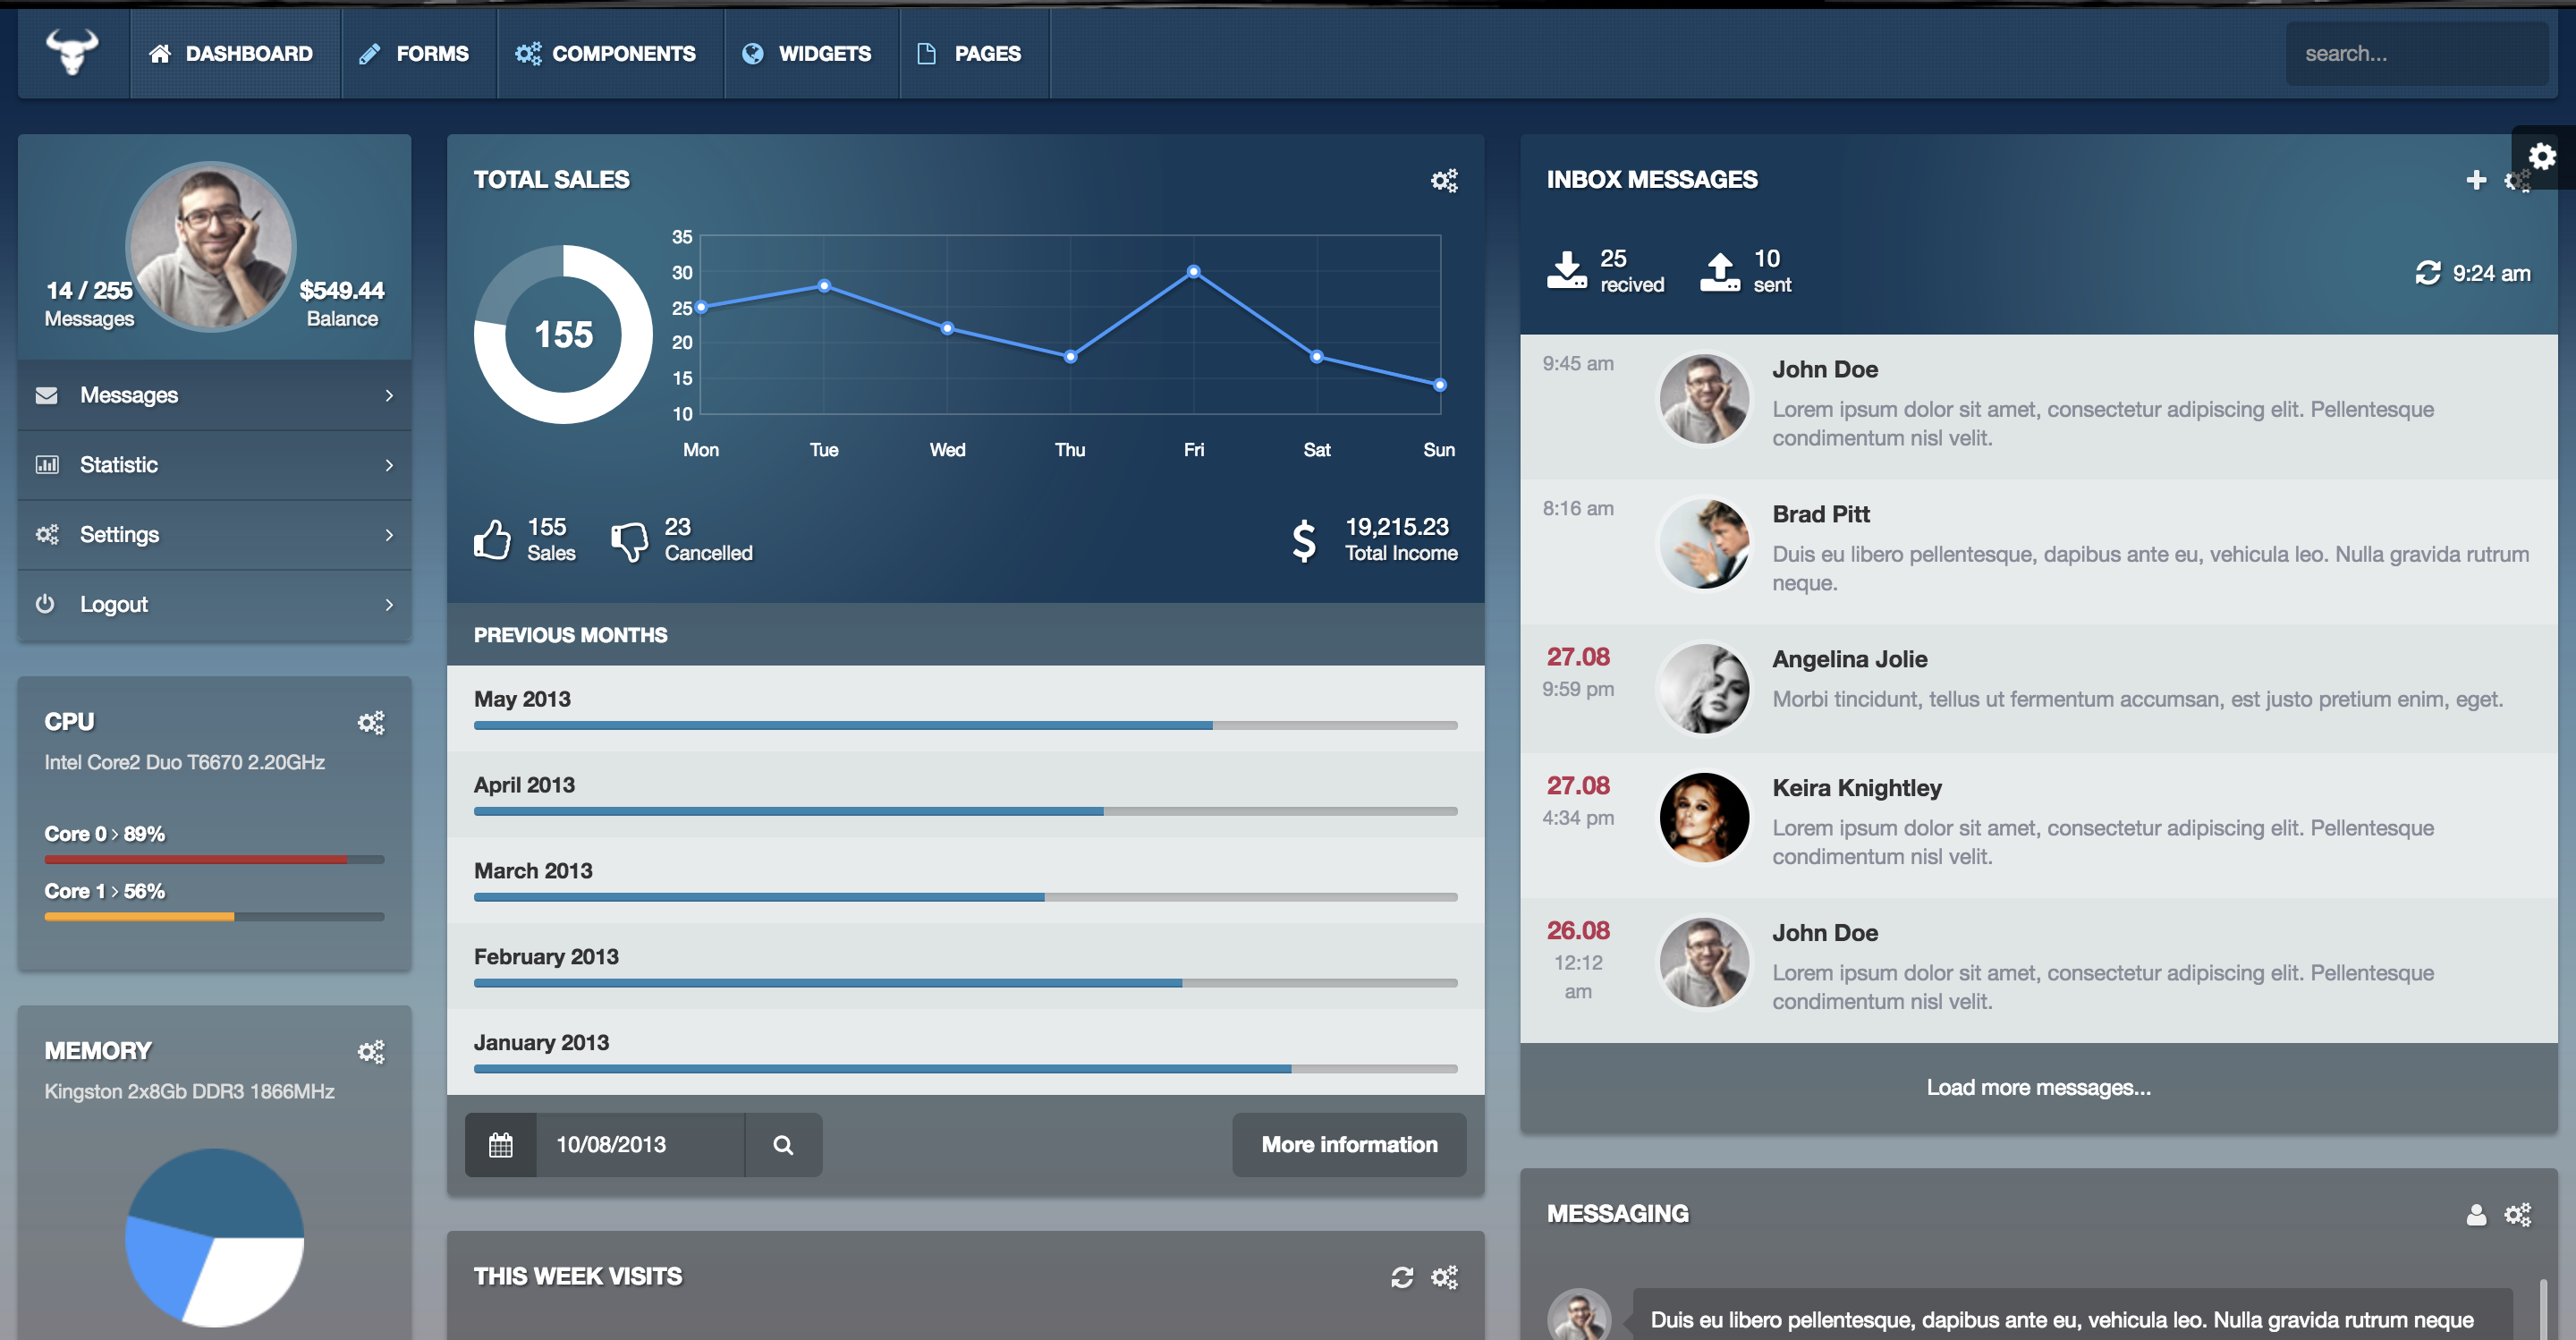 DASHBOARD
FORMS
COMPONENTS
WIDGETS
PAGES
search...
14 / 255
Messages
$549.44
Balance
Messages
Statistic
Settings
Logout
CPU
Intel Core2 Duo T6670 2.20GHz
Core 0 > 89%
Core 1 > 56%
MEMORY
Kingston 2x8Gb DDR3 1866MHz
TOTAL SALES
155
35
30
25
20
15
10
Mon Tue Wed Thu Fri Sat Sun
155
Sales
23
Cancelled
$
19,215.23
Total Income
PREVIOUS MONTHS
May 2013
April 2013
March 2013
February 2013
January 2013
10/08/2013
More information
THIS WEEK VISITS
INBOX MESSAGES
25
recived
10
sent
9:24 am
9:45 am
John Doe
Lorem ipsum dolor sit amet, consectetur adipiscing elit. Pellentesque
condimentum nisl velit.
8:16 am
Brad Pitt
Duis eu libero pellentesque, dapibus ante eu, vehicula leo. Nulla gravida rutrum
neque.
27.08
9:59 pm
Angelina Jolie
Morbi tincidunt, tellus ut fermentum accumsan, est justo pretium enim, eget.
27.08
4:34 pm
Keira Knightley
Lorem ipsum dolor sit amet, consectetur adipiscing elit. Pellentesque
condimentum nisl velit.
26.08
12:12
am
John Doe
Lorem ipsum dolor sit amet, consectetur adipiscing elit. Pellentesque
condimentum nisl velit.
Load more messages...
MESSAGING
Duis eu libero pellentesque, dapibus ante eu, vehicula leo. Nulla gravida rutrum neque